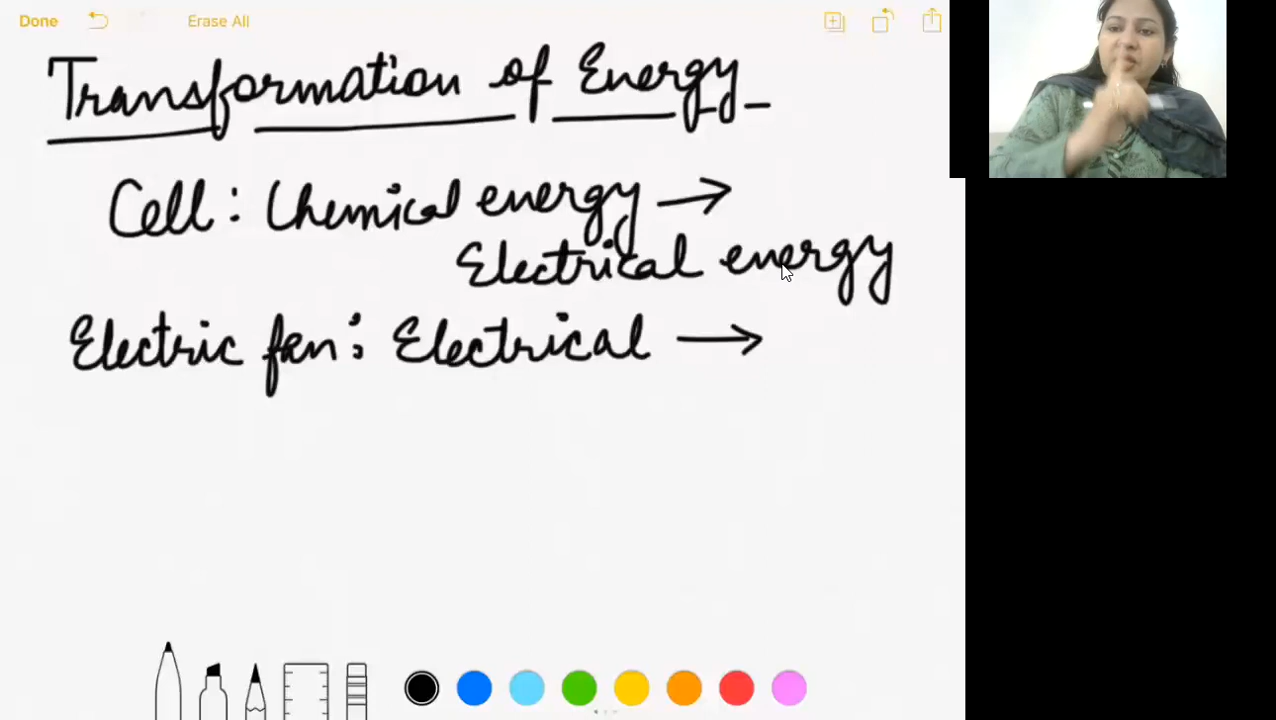 Done
Erase All
Transformation of Energy
Cell : Chemical energy →
Electrical energy
Electric fan : Electrical →